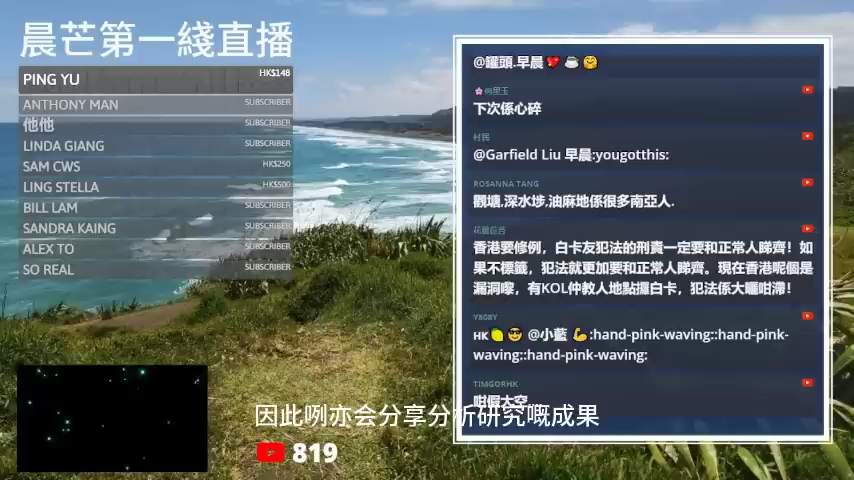 晨芒第一綫直播
PING YU
HK$148
ANTHONY MAN
SUBSCRIBER
他他
SUBSCRIBER
LINDA GIANG
SUBSCRIBER
SAM CWS
HK$250
LING STELLA
HK$500
BILL LAM
SUBSCRIBER
SANDRA KAING
SUBSCRIBER
ALEX TO
SUBSCRIBER
SO REAL
SUBSCRIBER
@罐頭.早晨
下次係心碎
村民
@Garfield Liu 早晨:yougotthis:
ROSANNA TANG
觀塘.深水埗.油麻地係很多南亞人.
香港要修例，白卡友犯法的刑責一定要和正常人睇齊！如
果不標籤，犯法就更加要和正常人睇齊。現在香港呢個是
漏洞嚟，有KOL仲教人地點攞白卡，犯法係大曬咁滯！
YBOBY
HK @小藍 :hand-pink-waving::hand-pink-
waving::hand-pink-waving:
TIMGORHK
咁假大空
因此咧亦会分享分析研究嘅成果
819